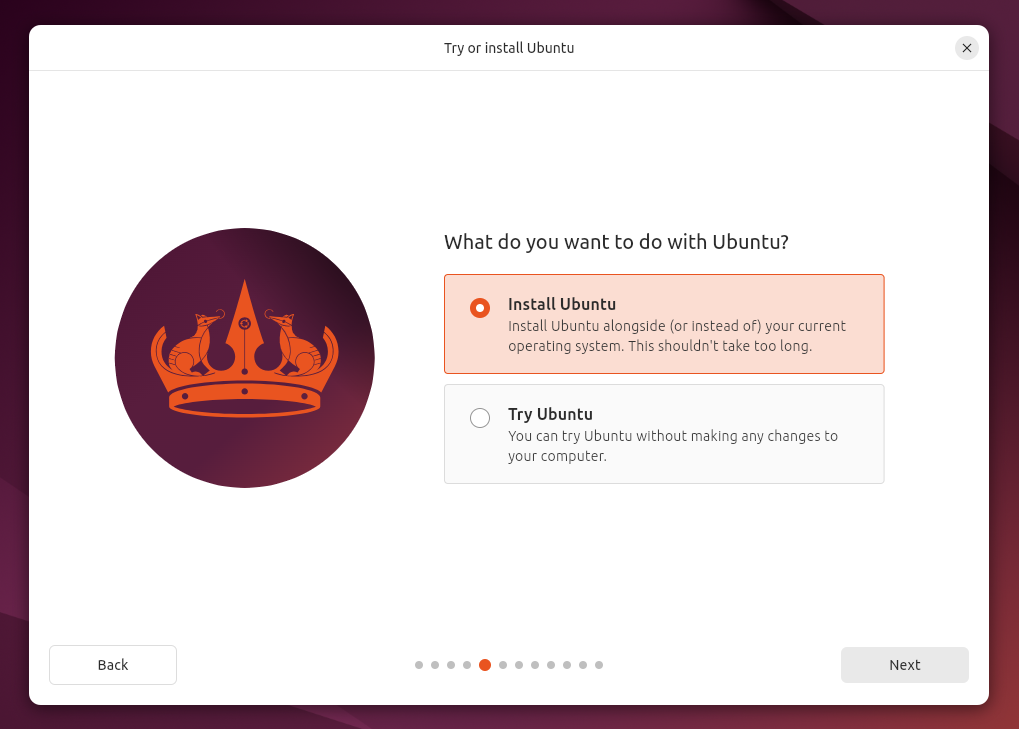 Try or install Ubuntu
What do you want to do with Ubuntu?
Install Ubuntu
Install Ubuntu alongside (or instead of) your current
operating system. This shouldn't take too long.
Try Ubuntu
You can try Ubuntu without making any changes to
your computer.
Back
Next